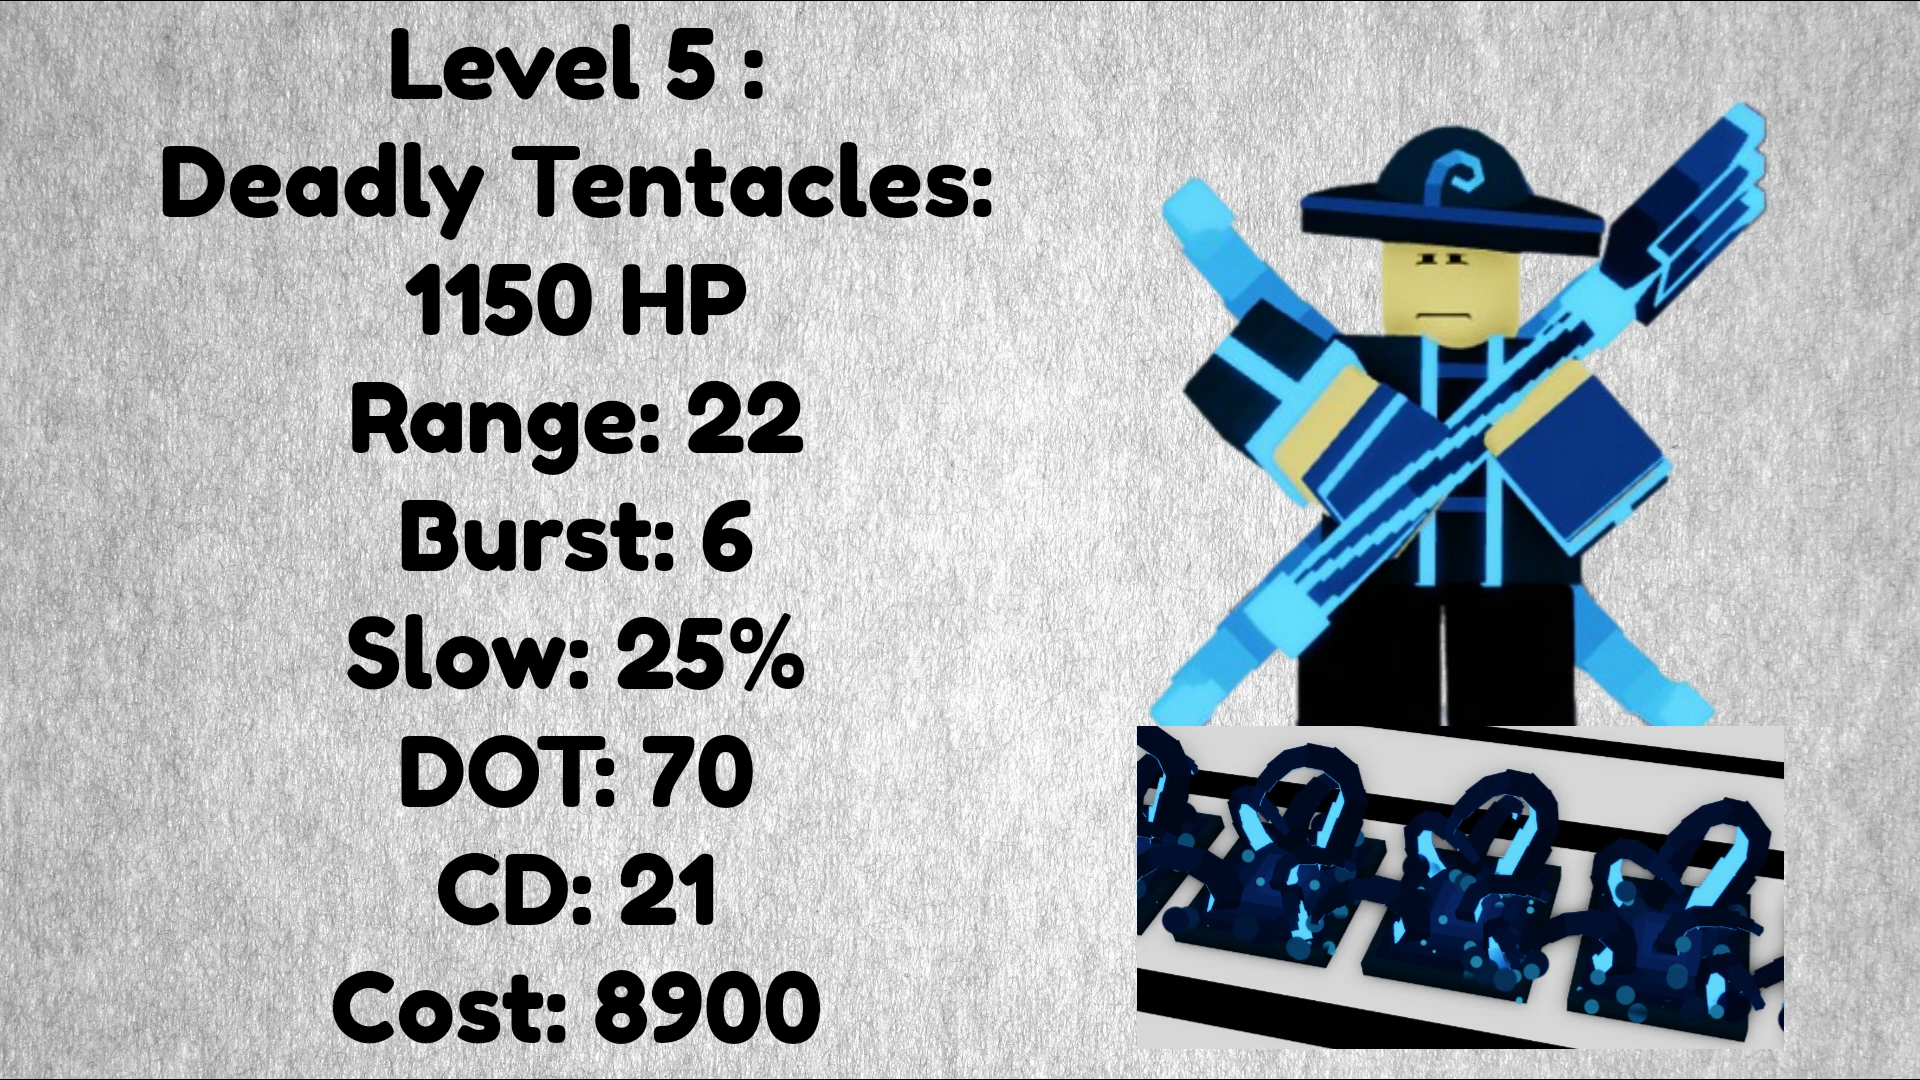 Level 5 :
Deadly Tentacles:
1150 HP
Range: 22
Burst: 6
Slow: 25%
DOT: 70
CD: 21
Cost: 8900